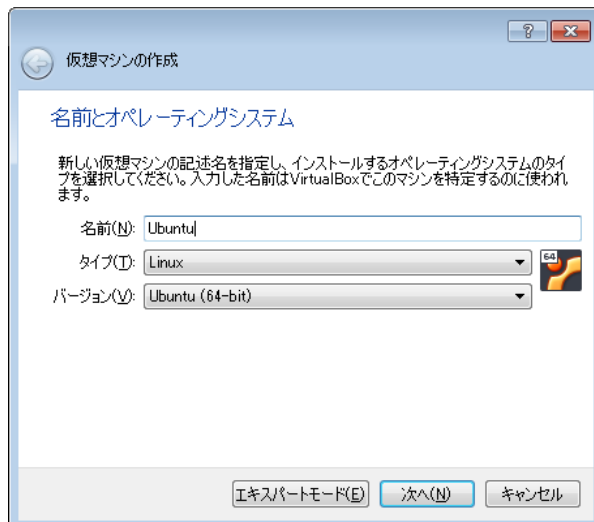 仮想マシンの作成
名前とオペレーティングシステム
新しい仮想マシンの記述名を指定し、インストールするオペレーティングシステムのタイ
プを選択してください。入力した名前はVirtualBoxでこのマシンを特定するのに使われ
ます。
名前(N): Ubuntu
タイプ(T): Linux
64
バージョン(V): Ubuntu (64-bit)
エキスパートモード(E) 次へ(N) キャンセル